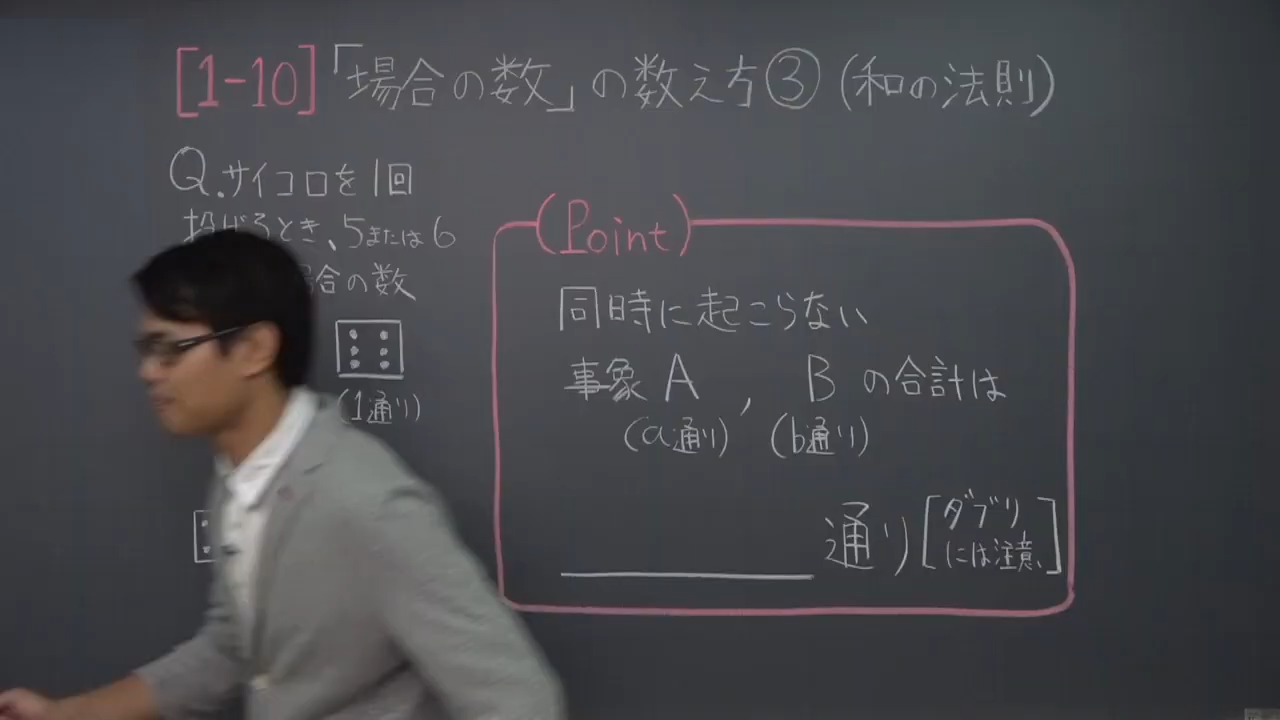 [1-10]「場合の数」の数え方③(和の法則)
Q.サイコロを1回
投げるとき、5または6
場合の数
(1通り)
(Point)
同時に起こらない
事象A , Bの合計は
(a通り) (b通り)
通り[ダブリ
には注意、]